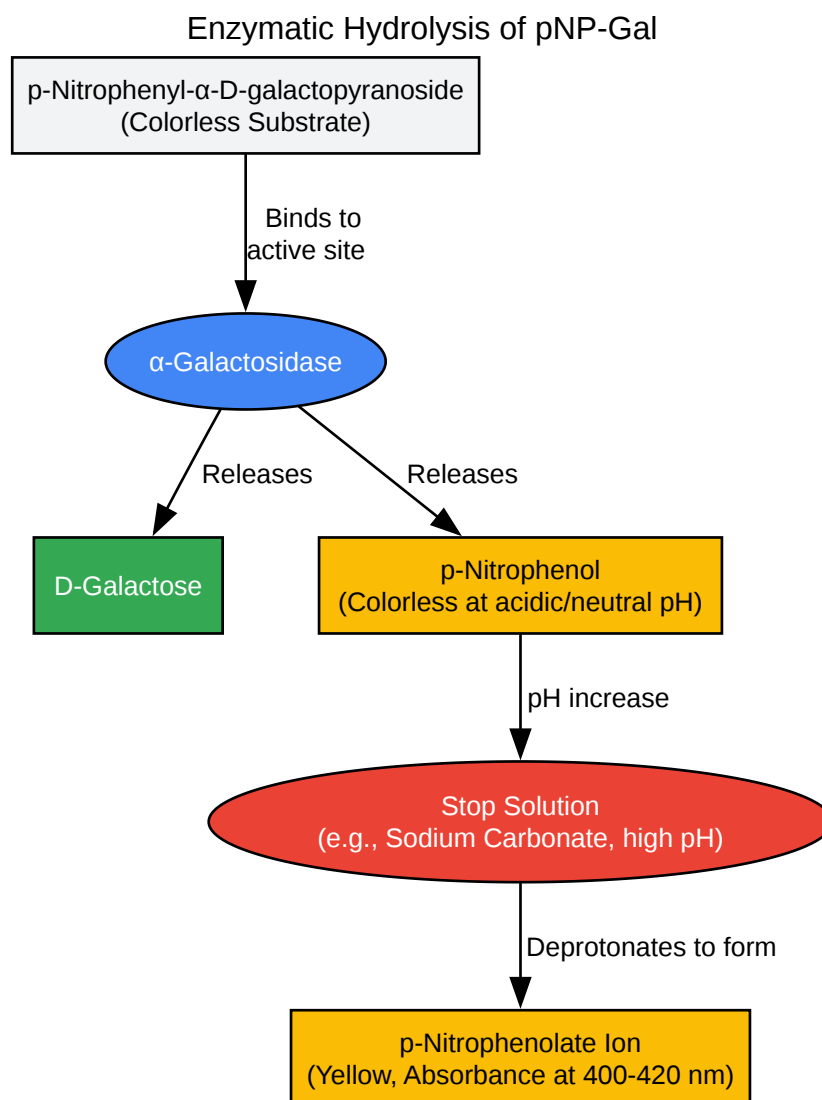 Enzymatic Hydrolysis of pNP-Gal
p-Nitrophenyl-α-D-galactopyranoside
(Colorless Substrate)
Binds to
active site
α-Galactosidase
Releases
Releases
D-Galactose
p-Nitrophenol
(Colorless at acidic/neutral pH)
pH increase
Stop Solution
(e.g., Sodium Carbonate, high pH)
Deprotonates to form
p-Nitrophenolate Ion
(Yellow, Absorbance at 400-420 nm)